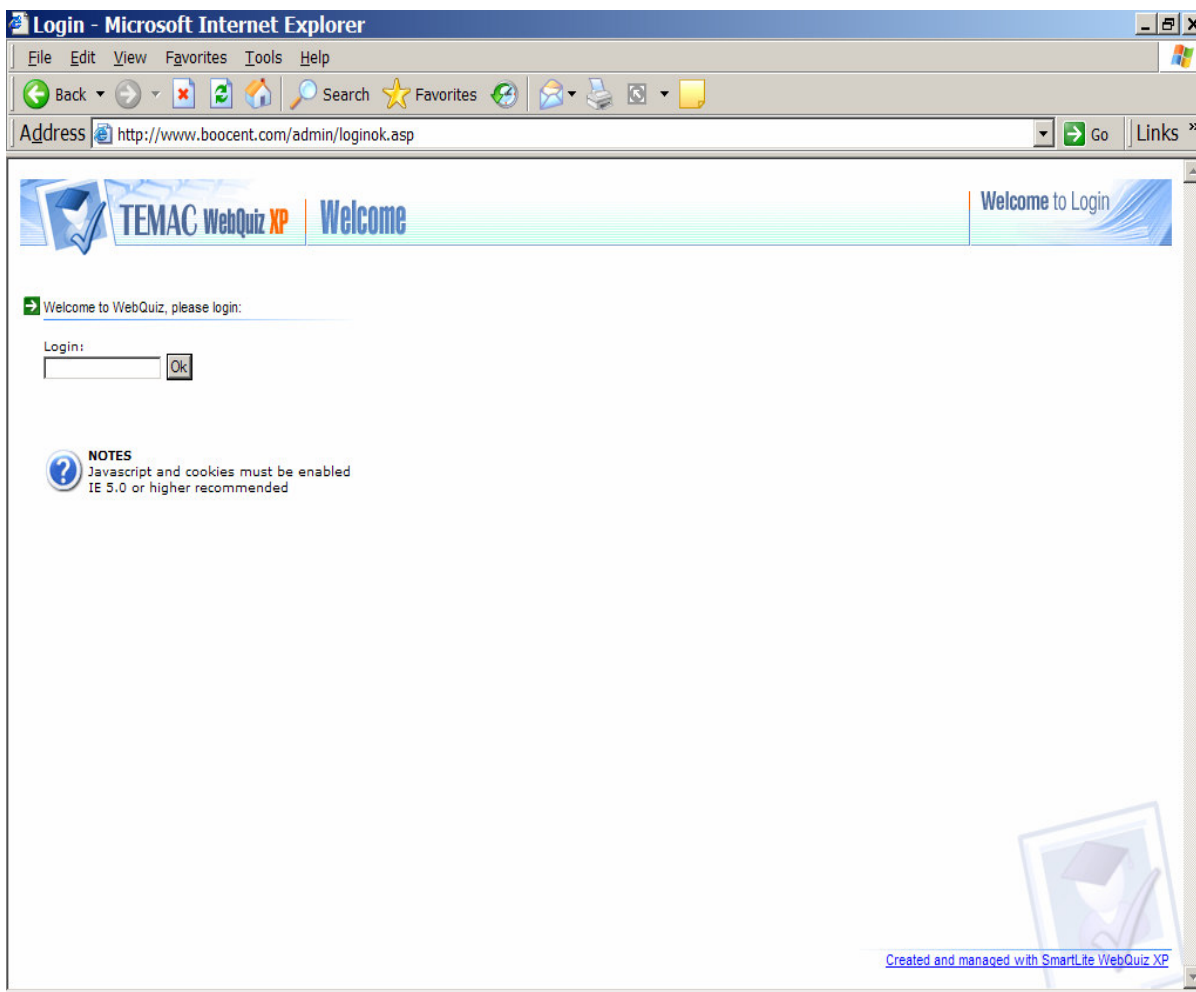 Login - Microsoft Internet Explorer
File Edit View Favorites Tools Help
Back Search Favorites
Address http://www.boocent.com/admin/loginok.asp Go Links »
TEMAC WebQuiz XP Welcome Welcome to Login
Welcome to WebQuiz, please login:
Login:
Ok
NOTES
Javascript and cookies must be enabled
IE 5.0 or higher recommended
Created and managed with SmartLite WebQuiz XP